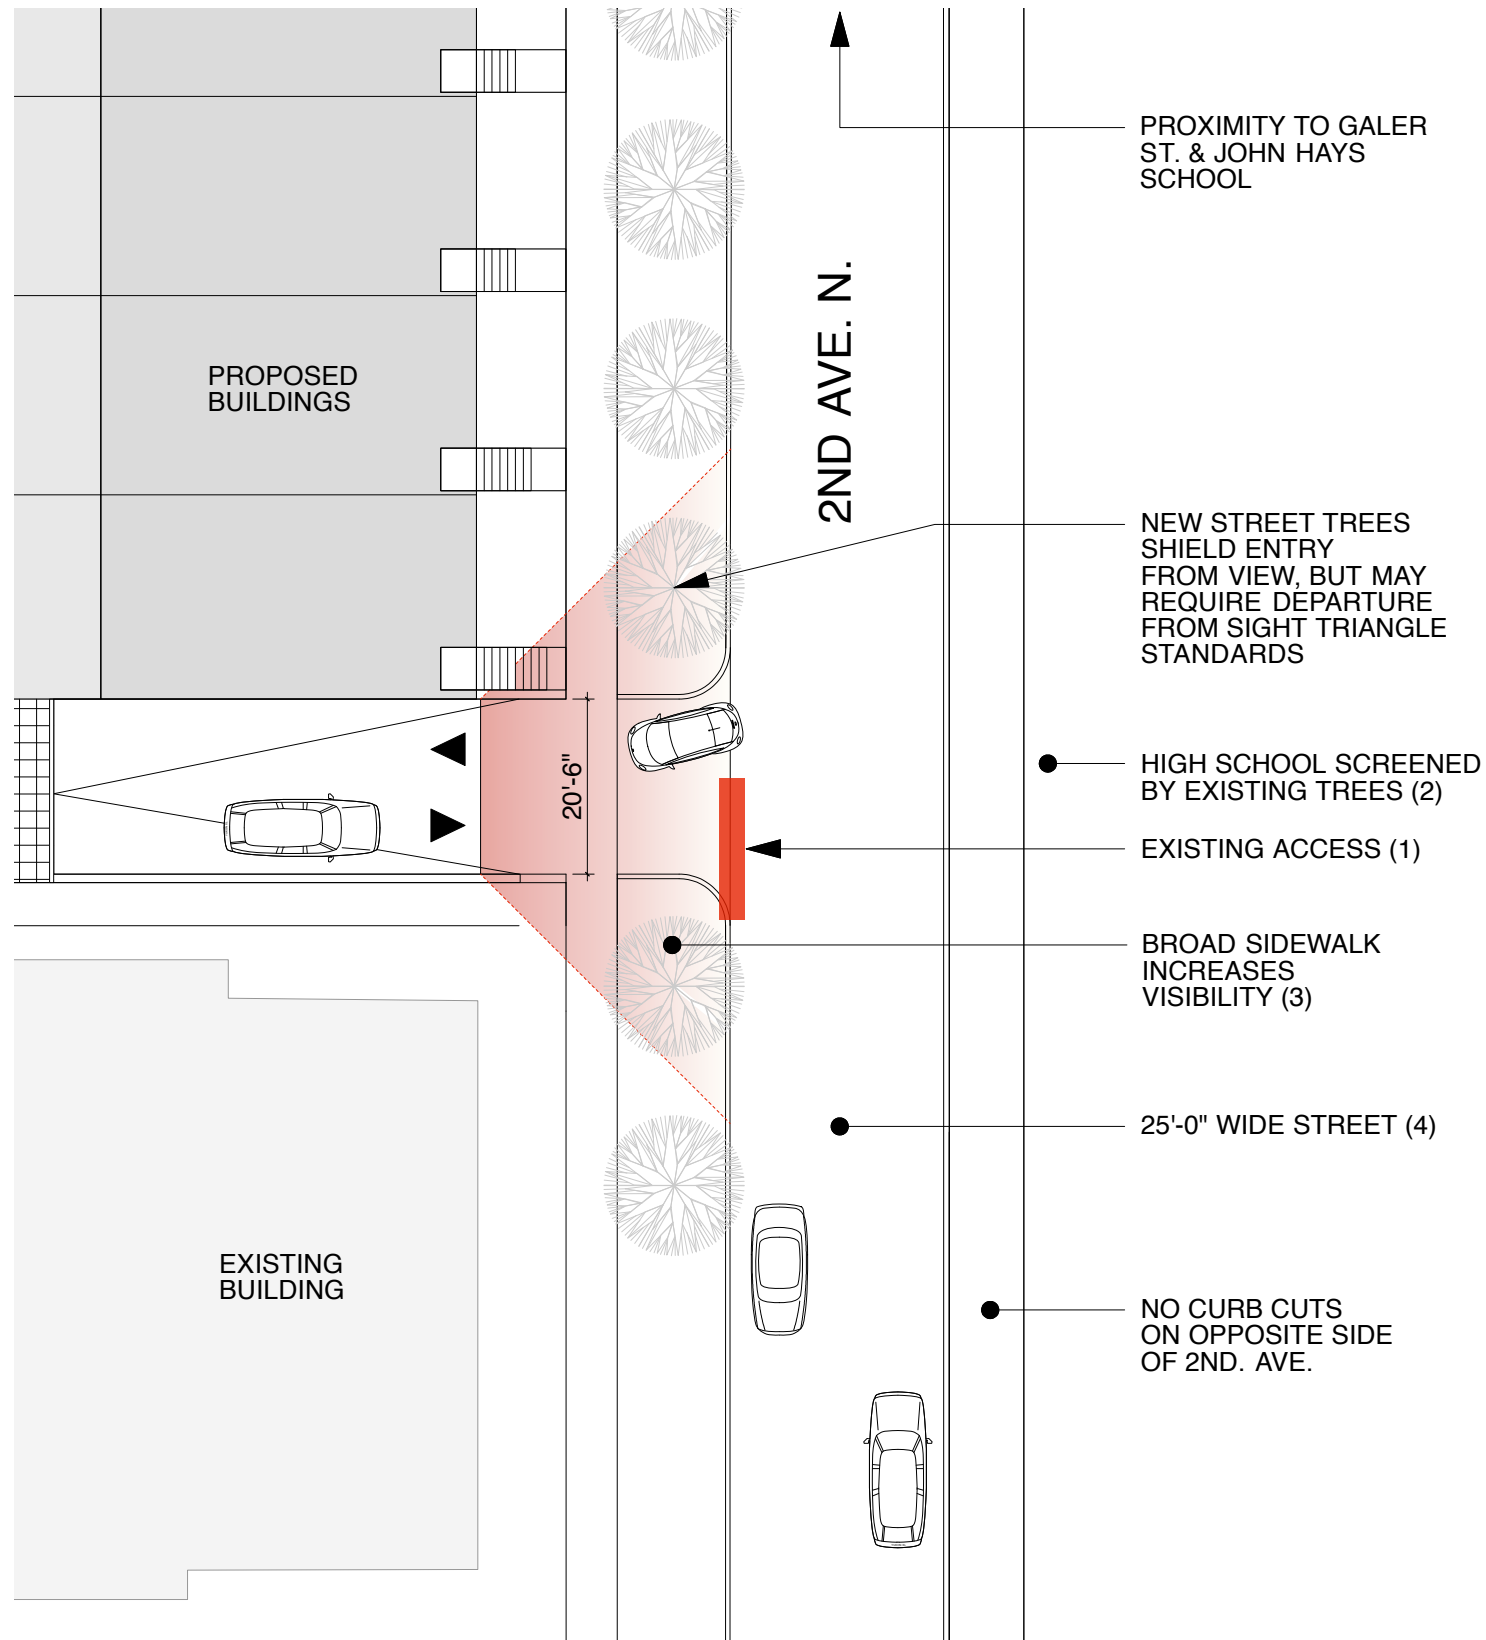 PROXIMITY TO GALER
ST. & JOHN HAYS
SCHOOL
2ND AVE. N.
PROPOSED
BUILDINGS
NEW STREET TREES
SHIELD ENTRY
FROM VIEW, BUT MAY
REQUIRE DEPARTURE
FROM SIGHT TRIANGLE
STANDARDS
20'-6"
HIGH SCHOOL SCREENED
BY EXISTING TREES (2)
EXISTING ACCESS (1)
BROAD SIDEWALK
INCREASES
VISIBILITY (3)
25'-0" WIDE STREET (4)
EXISTING
BUILDING
NO CURB CUTS
ON OPPOSITE SIDE
OF 2ND. AVE.